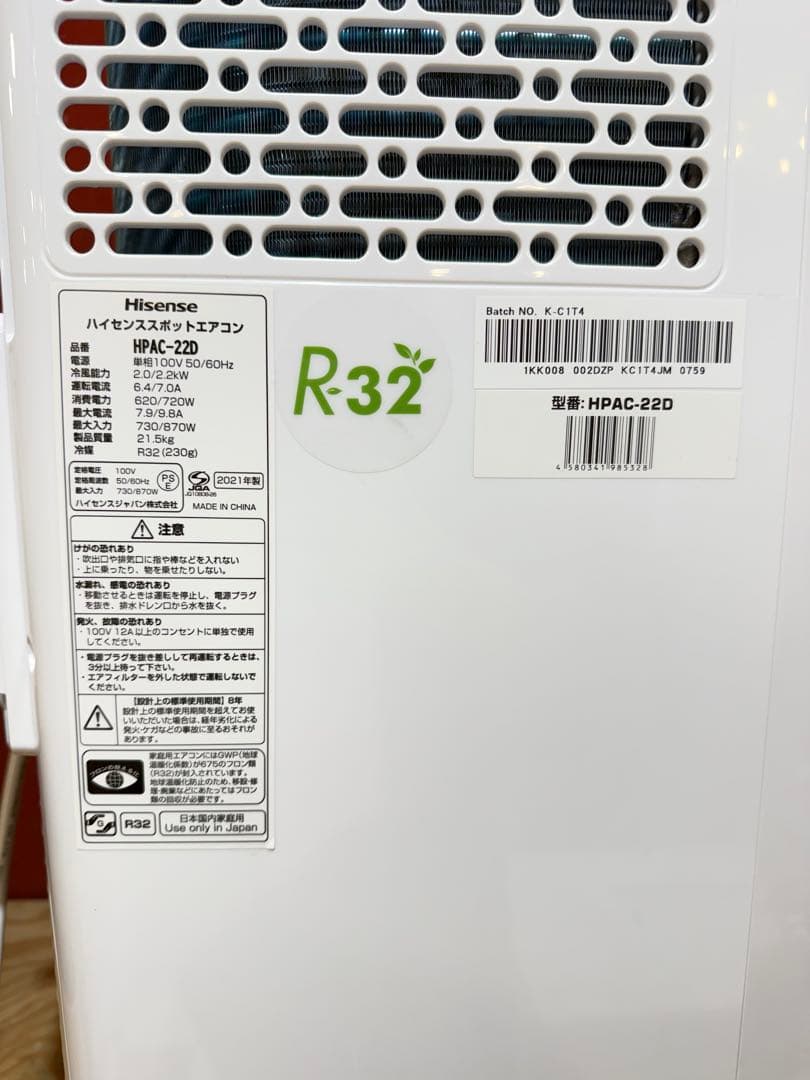 Hisense
ハイセンススポットエアコン
品番 HPAC-22D
電源 単相100V 50/60Hz
冷風能力 2.0/2.2kW
運転電流 6.4/7.0A
消費電力 620/720W
最大電流 7.9/9.8A
最大入力 730/870W
製品質量 21.5kg
冷媒 R32 (230g)
定格電圧 100V
定格周波数 50/60Hz
最大入力 730/870W
PS
E
JQA
JQ10808-26
2021年製
ハイセンスジャパン株式会社 MADE IN CHINA
注意
けがの恐れあり
・吹出口や排気口に指や棒などを入れない
・上に乗ったり、物を乗せたりしない。
水漏れ、感電の恐れあり
・移動させるときは運転を停止し、電源プラグ
を抜き、排水ドレン口から水を抜く。
発火、故障の恐れあり
・100V 12A以上のコンセントに単独で使用
してください。
・電源プラグを抜き差しして再運転するときは、
3分以上待って下さい。
・エアフィルターを外した状態で運転しないで
ください。
【設計上の標準使用期間】8年
設計上の標準使用期間を超えてお使
いいただいた場合は、経年劣化による
発火・ケガなどの事故に至るおそれが
あります。
家庭用エアコンにはGWP(地球
温暖化係数)が675のフロン類
(R32)が封入されています。
地球温暖化防止のため、移設・修
理・廃棄などにあたってはフロン
類の回収が必要です。
フロンの見える化
G
R32
日本国内家庭用
Use only in Japan
R-32
Batch NO. K-C1T4
1KK008 002DZP KC1T4JM 0759
型番: HPAC-22D
4 580341 985328